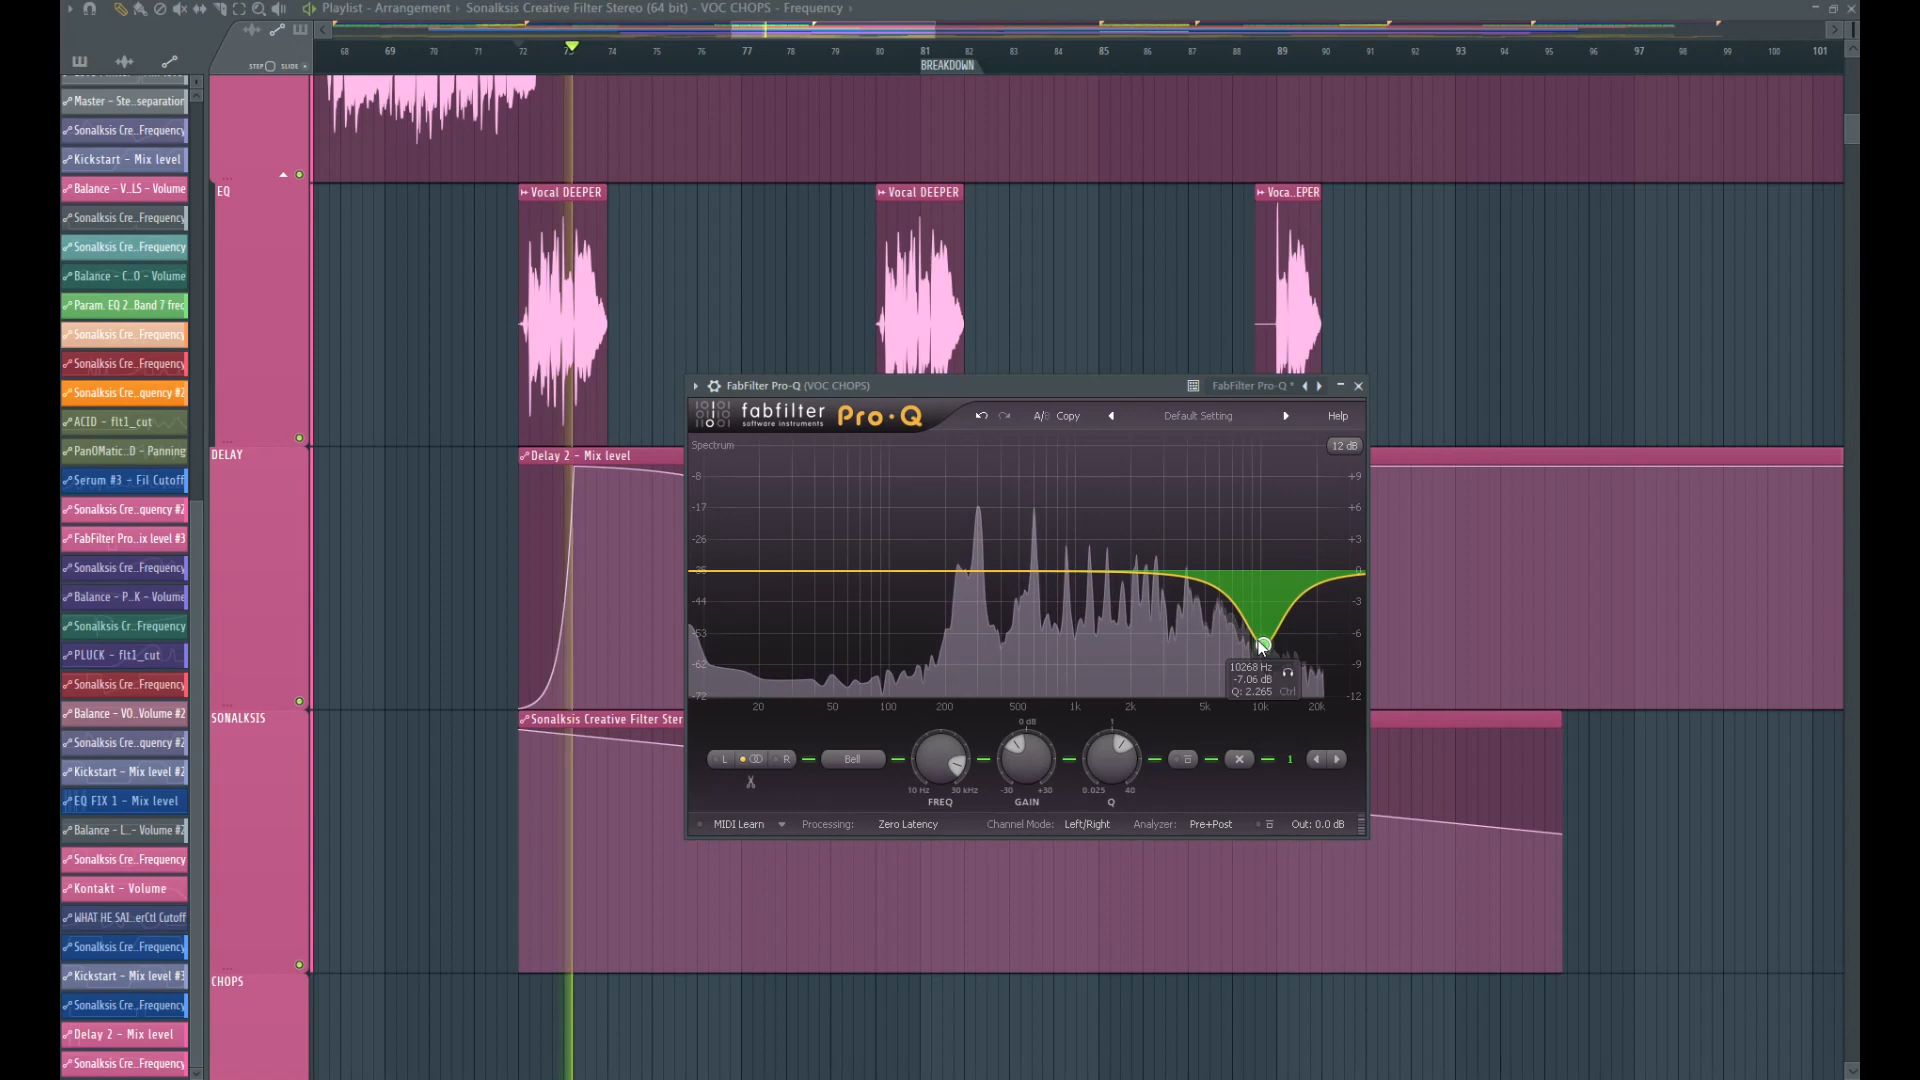 Playlist - Arrangement › Sonalksis Creative Filter Stereo (64 bit) - VOC CHOPS - Frequency ›
STEP SLIDE
68 69 70 71 72 73 74 75 76 77 78 79 80 81 82 83 84 85 86 87 88 89 90 91 92 93 94 95 96 97 98 99 100 101
BREAKDOWN
Master - Ste..separation
Sonalksis Cre..Frequency
Kickstart - Mix level
Balance - V...LS - Volume
Sonalksis Cre..Frequency
Sonalksis Cre..Frequency
Balance - C...O - Volume
Param. EQ 2..Band 7 freq
Sonalksis Cre..Frequency
Sonalksis Cre..Frequency
Sonalksis Cre..quency #2
ACID - flt1_cut
PanOMatic..D - Panning
Serum #3 - Fil Cutoff
Sonalksis Cre..quency #2
FabFilter Pro..ix level #3
Sonalksis Cre..Frequency
Balance - P...K - Volume
Sonalksis Cr..Frequency
PLUCK - flt1_cut
Sonalksis Cre..Frequency
Balance - VO..Volume #2
Sonalksis Cre..quency #2
Kickstart - Mix level #2
EQ FIX 1 - Mix level
Balance - L...- Volume #2
Sonalksis Cre..Frequency
Kontakt - Volume
WHAT HE SAI...erCtl Cutoff
Sonalksis Cre..Frequency
Kickstart - Mix level #3
Sonalksis Cre..Frequency
Delay 2 - Mix level
Sonalksis Cre..Frequency
EQ
DELAY
SONALKSIS
CHOPS
Vocal DEEPER
Vocal DEEPER
Voca..EPER
Delay 2 - Mix level
Sonalksis Creative Filter Ster
FabFilter Pro-Q (VOC CHOPS)
FabFilter Pro-Q *
fabfilter
software instruments
Pro·Q
A/B Copy
Default Setting
Help
Spectrum
12 dB
-8 +9
-17 +6
-26 +3
-35 0
-44 -3
-53 -6
-62 -9
-72 -12
10268 Hz
-7.06 dB
Q: 2.265 Ctrl
20 50 100 200 500 1k 2k 5k 10k 20k
0 dB 1
L R Bell 1
10 Hz 30 kHz -30 +30 0.025 40
FREQ GAIN Q
MIDI Learn Processing: Zero Latency Channel Mode: Left/Right Analyzer: Pre+Post Out: 0.0 dB